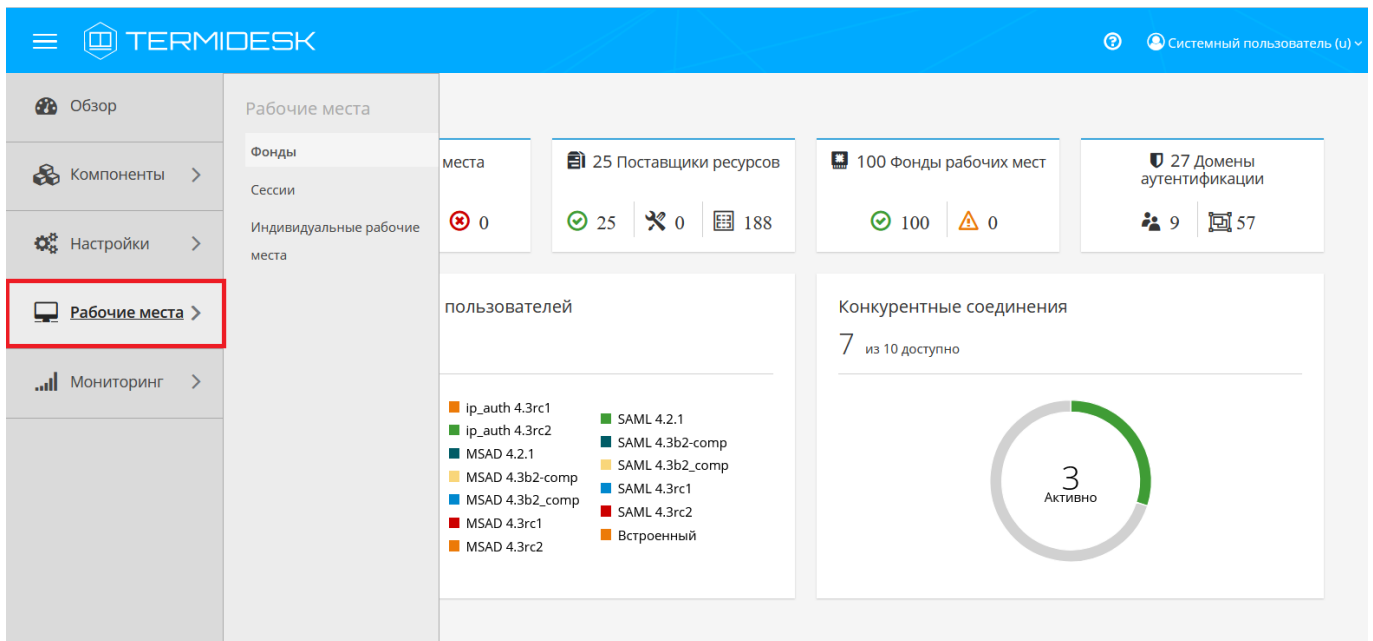 TERMIDESK
Системный пользователь (u)
Обзор
Компоненты
Настройки
Рабочие места
Мониторинг
Рабочие места
Фонды
Сессии
Индивидуальные рабочие
места
места
0
25 Поставщики ресурсов
25 0 188
100 Фонды рабочих мест
100 0
27 Домены
аутентификации
9 57
пользователей
ip_auth 4.3rc1
ip_auth 4.3rc2
MSAD 4.2.1
MSAD 4.3b2-comp
MSAD 4.3b2_comp
MSAD 4.3rc1
MSAD 4.3rc2
SAML 4.2.1
SAML 4.3b2-comp
SAML 4.3b2_comp
SAML 4.3rc1
SAML 4.3rc2
Встроенный
Конкурентные соединения
7 из 10 доступно
3
Активно